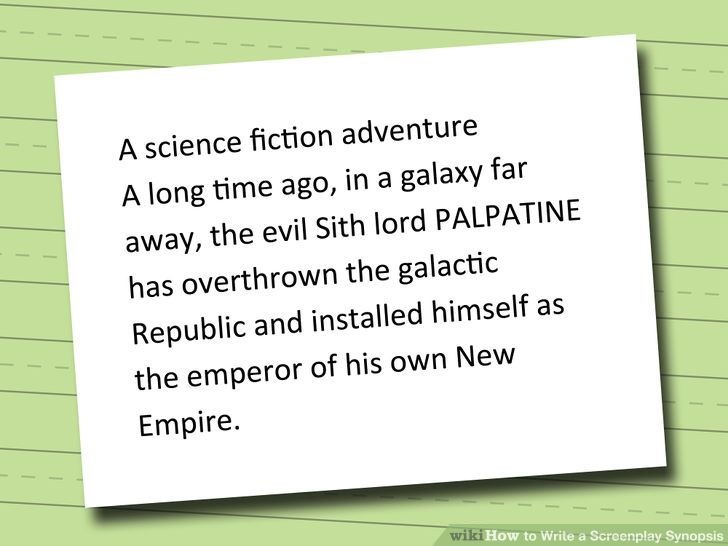 A science fiction adventure
A long time ago, in a galaxy far
away, the evil Sith lord PALPATINE
has overthrown the galactic
Republic and installed himself as
the emperor of his own New
Empire.
wikiHow to Write a Screenplay Synopsis